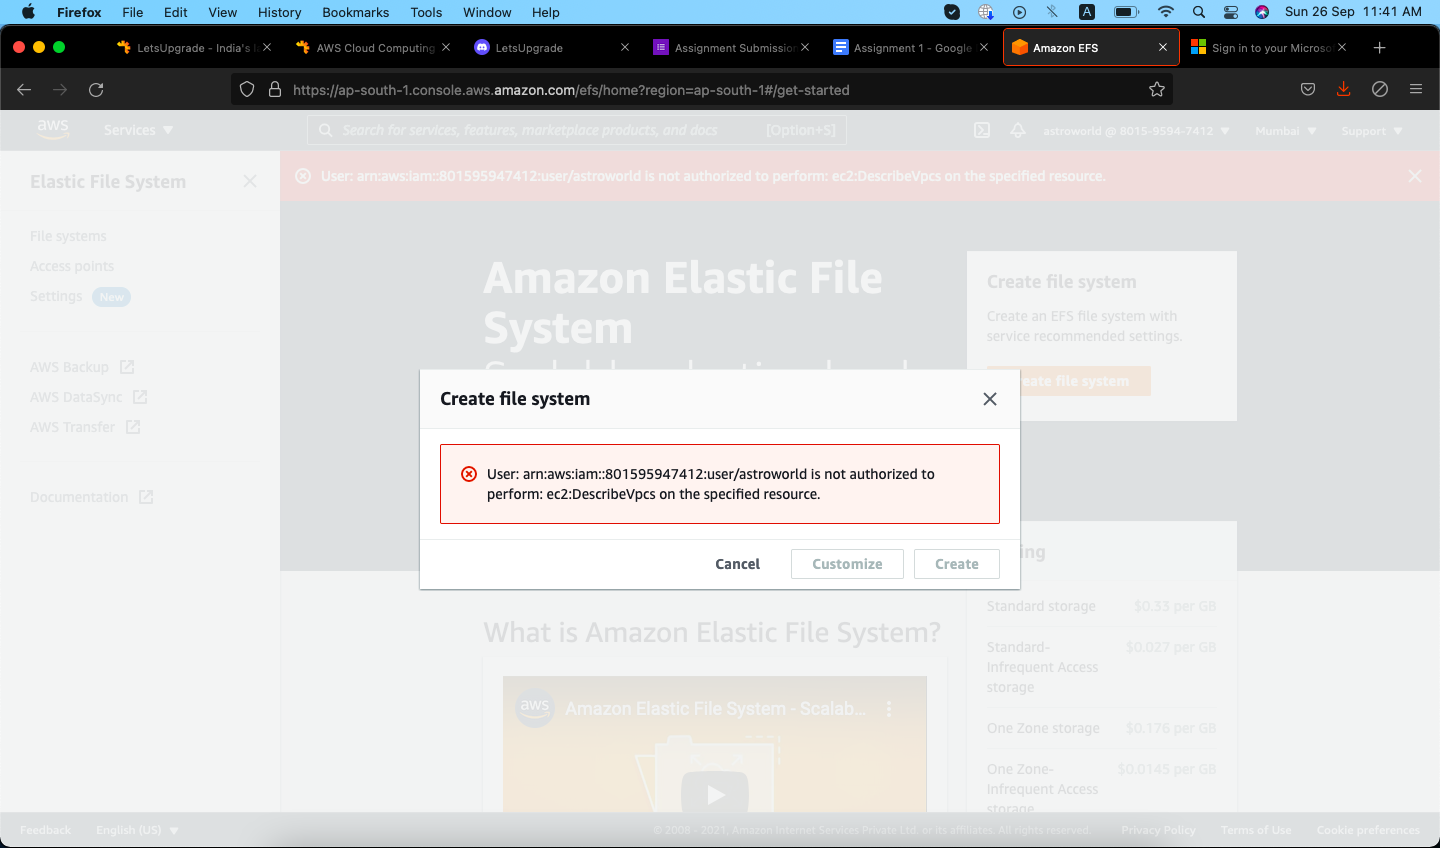 Firefox File Edit View History Bookmarks Tools Window Help
A
Sun 26 Sep 11:41 AM
LetsUpgrade - India's
AWS Cloud Computing
LetsUpgrade
Assignment Submission
Assignment 1 - Google
Amazon EFS
Sign in to your Microso
https://ap-south-1.console.aws.amazon.com/efs/home?region=ap-south-1#/get-started
aws
Services
Search for services, features, marketplace products, and docs
[Option+S]
astroworld @ 8015-9594-7412
Mumbai
Support
Elastic File System
File systems
Access points
Settings New
AWS Backup
AWS DataSync
AWS Transfer
Documentation
User: arn:aws:iam::801595947412:user/astroworld is not authorized to perform: ec2:DescribeVpcs on the specified resource.
Amazon Elastic File
System
Create file system
Create an EFS file system with
service recommended settings.
eate file system
Create file system
User: arn:aws:iam::801595947412:user/astroworld is not authorized to
perform: ec2:DescribeVpcs on the specified resource.
Cancel
Customize
Create
What is Amazon Elastic File System?
aws
Amazon Elastic File System - Scalab...
ing
Standard storage $0.33 per GB
Standard- $0.027 per GB
Infrequent Access
storage
One Zone storage $0.176 per GB
One Zone- $0.0145 per GB
Infrequent Access
storage
Feedback
English (US)
© 2008 - 2021, Amazon Internet Services Private Ltd. or its affiliates. All rights reserved.
Privacy Policy
Terms of Use
Cookie preferences